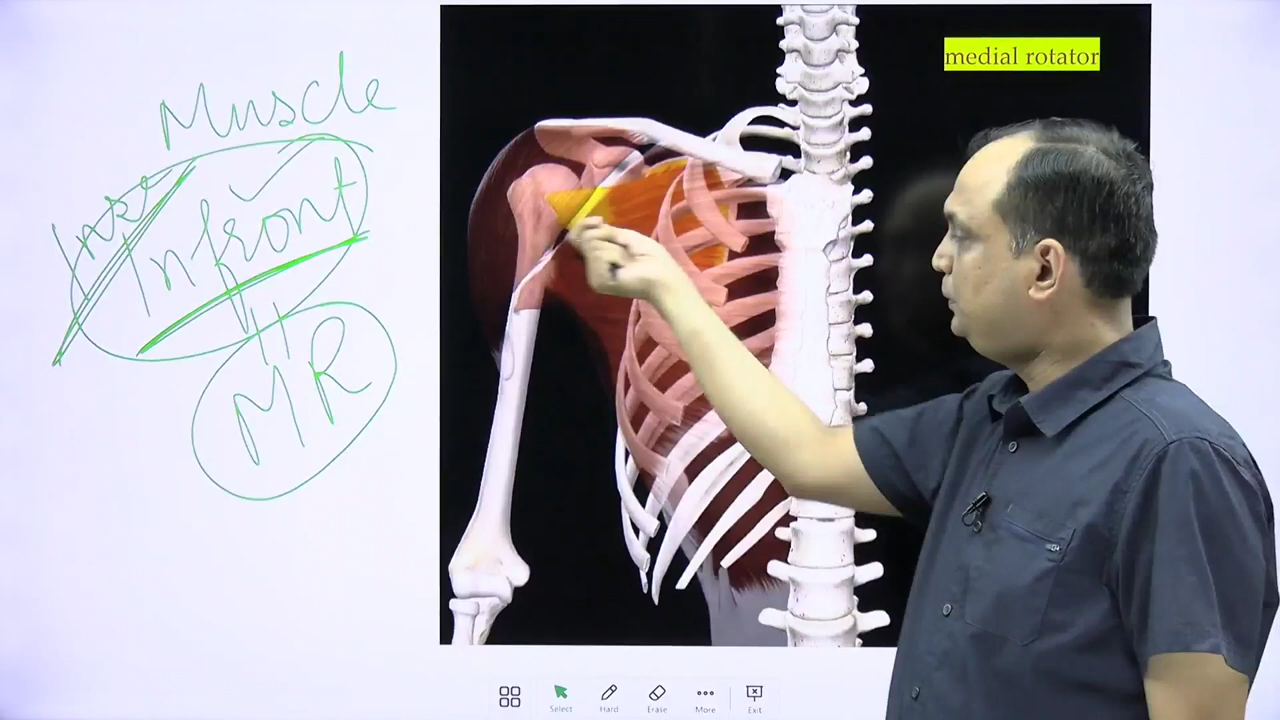 Muscle
Infront
MR
medial rotator
Select
Hard
Erase
More
Exit